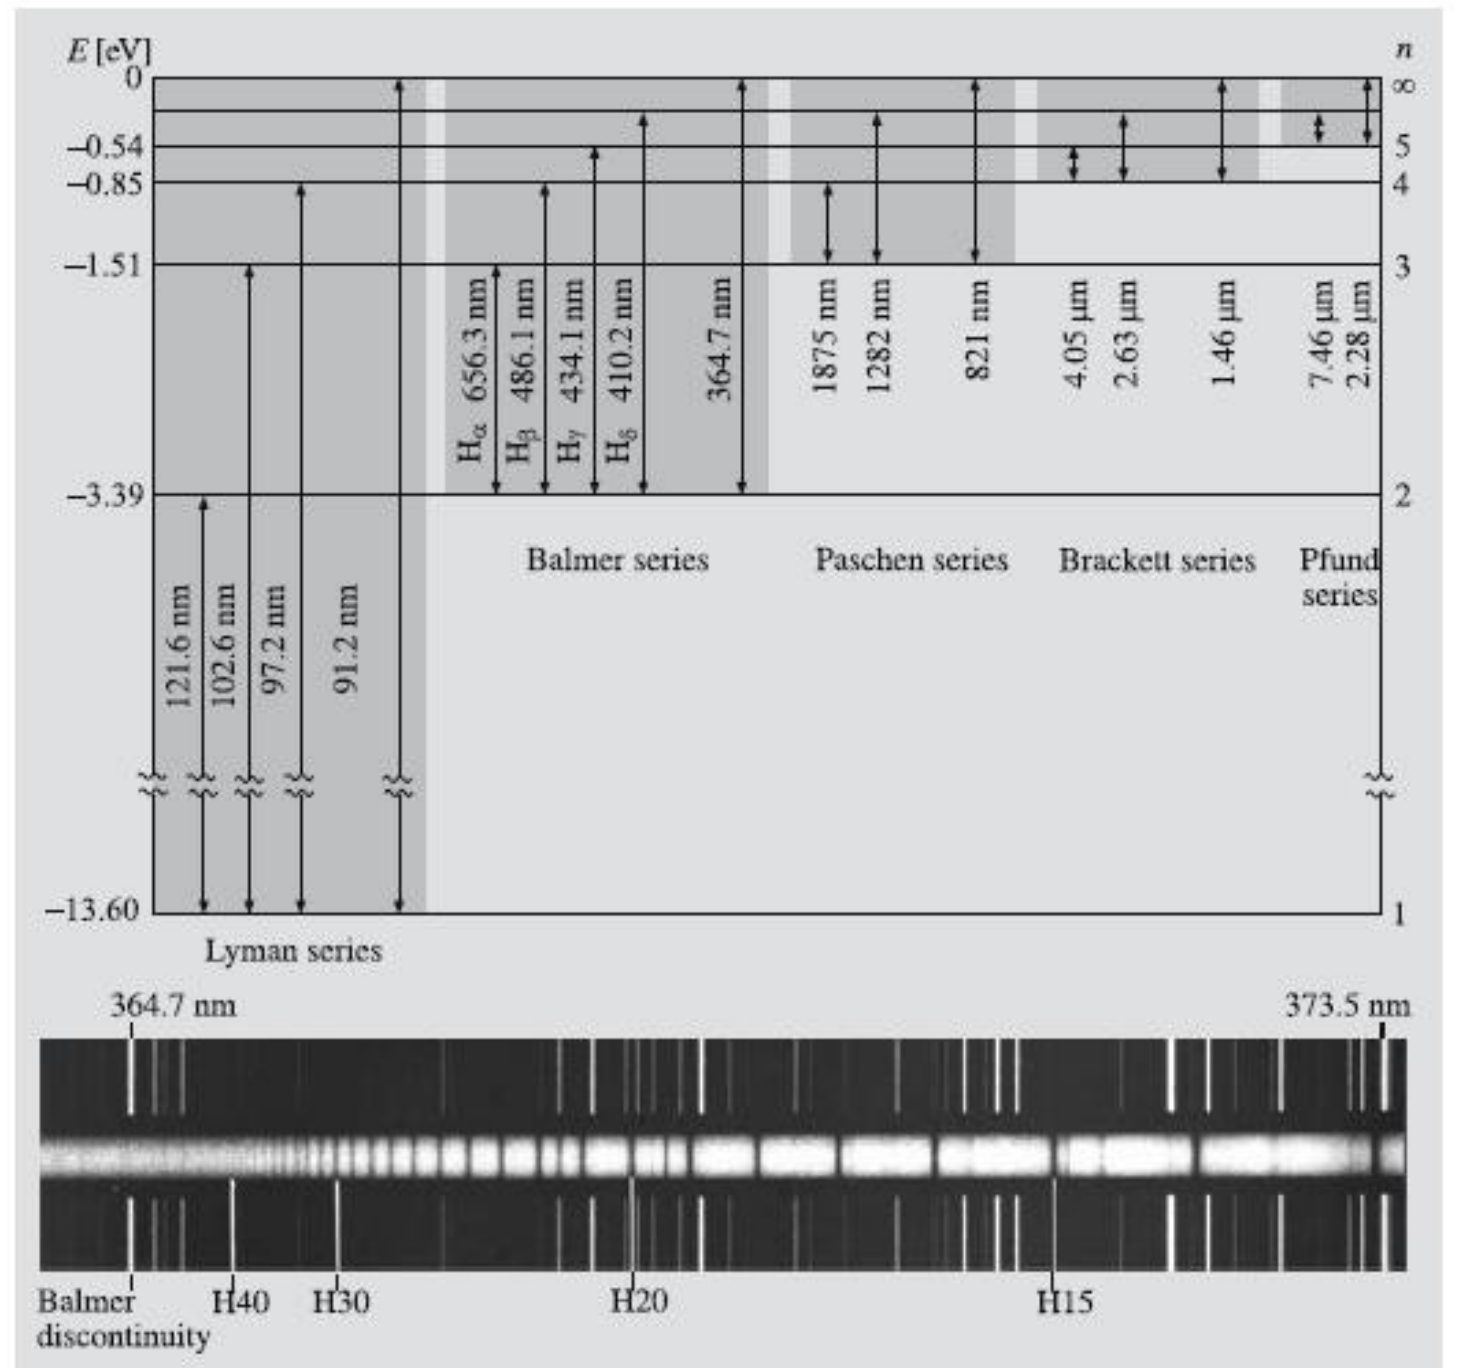 E [eV]
n
0
∞
−0.54
5
−0.85
4
−1.51
3
Hα 656.3 nm
Hβ 486.1 nm
Hγ 434.1 nm
Hδ 410.2 nm
364.7 nm
1875 nm
1282 nm
821 nm
4.05 μm
2.63 μm
1.46 μm
7.46 μm
2.28 μm
−3.39
2
Balmer series
Paschen series
Brackett series
Pfund
series
121.6 nm
102.6 nm
97.2 nm
91.2 nm
−13.60
1
Lyman series
364.7 nm
373.5 nm
Balmer
discontinuity
H40
H30
H20
H15